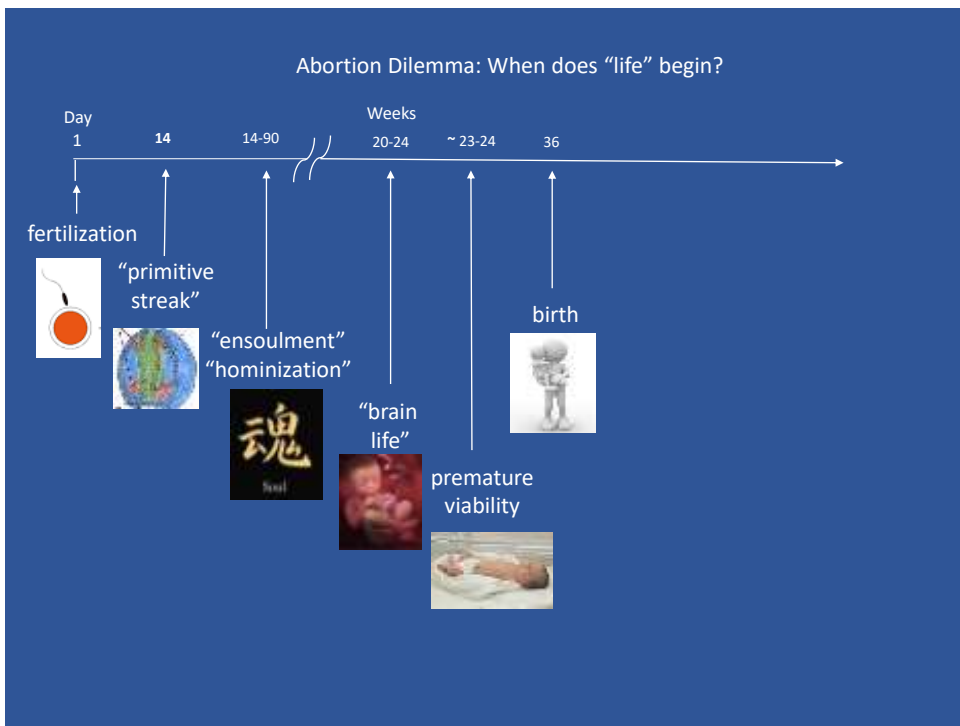 Abortion Dilemma: When does “life” begin?
Day
Weeks
1
14
14-90
20-24
~ 23-24
36
fertilization
“primitive
streak”
“ensoulment”
“hominization”
魂
Soul
“brain
life”
premature
viability
birth